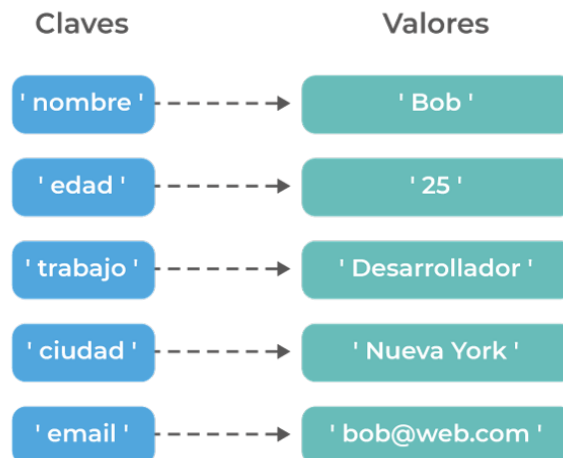 Claves Valores
' nombre ' ' Bob '
' edad ' ' 25 '
' trabajo ' ' Desarrollador '
' ciudad ' ' Nueva York '
' email ' ' bob@web.com '